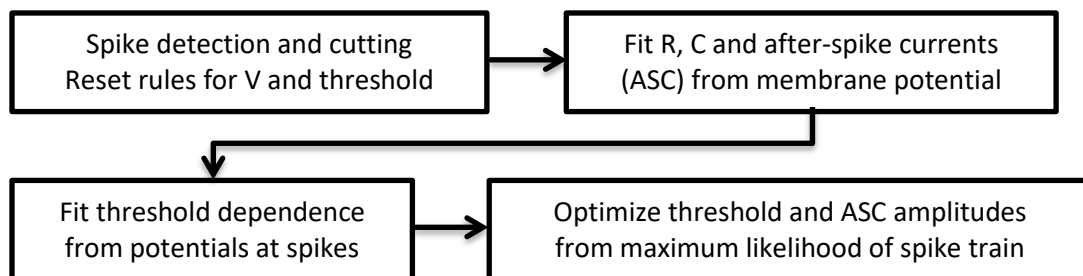 Spike detection and cutting
Reset rules for V and threshold
Fit R, C and after-spike currents
(ASC) from membrane potential
Fit threshold dependence
from potentials at spikes
Optimize threshold and ASC amplitudes
from maximum likelihood of spike train